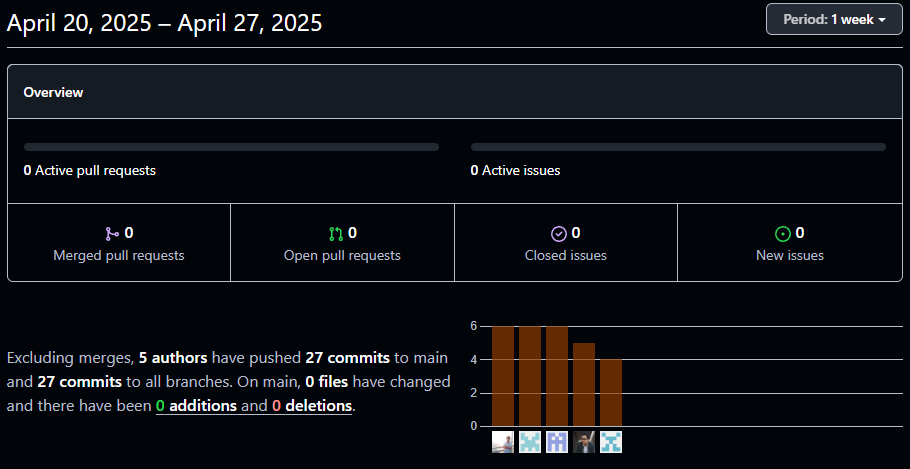 April 20, 2025 – April 27, 2025
Period: 1 week
Overview
0 Active pull requests
0 Active issues
0
Merged pull requests
0
Open pull requests
0
Closed issues
0
New issues
Excluding merges, 5 authors have pushed 27 commits to main
and 27 commits to all branches. On main, 0 files have changed
and there have been 0 additions and 0 deletions.
6
4
2
0